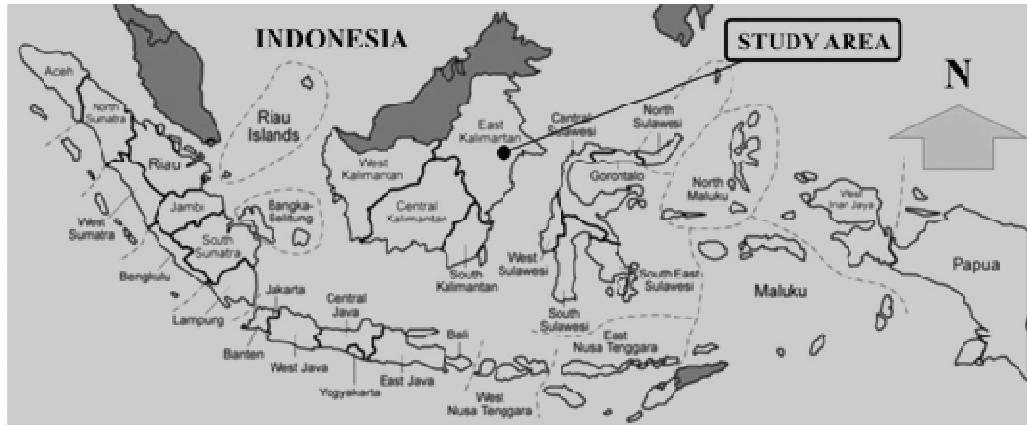 INDONESIA
STUDY AREA
N
Aceh
North
Sumatra
Riau
Islands
Riau
East
Kalimantan
Central
Sulawesi
North
Sulawesi
West
Kalimantan
Gorontalo
North
Maluku
Jambi
Bangka-
Belitung
Central
Kalimantan
West
Irian Jaya
West
Sumatra
South
Sumatra
Bengkulu
West
Sulawesi
South
Kalimantan
South East
Sulawesi
Papua
Maluku
Jakarta
Central
Java
Lampung
South
Sulawesi
Bali
East
Nusa Tenggara
Banten
West Java
East Java
Yogyakarta
West
Nusa Tenggara